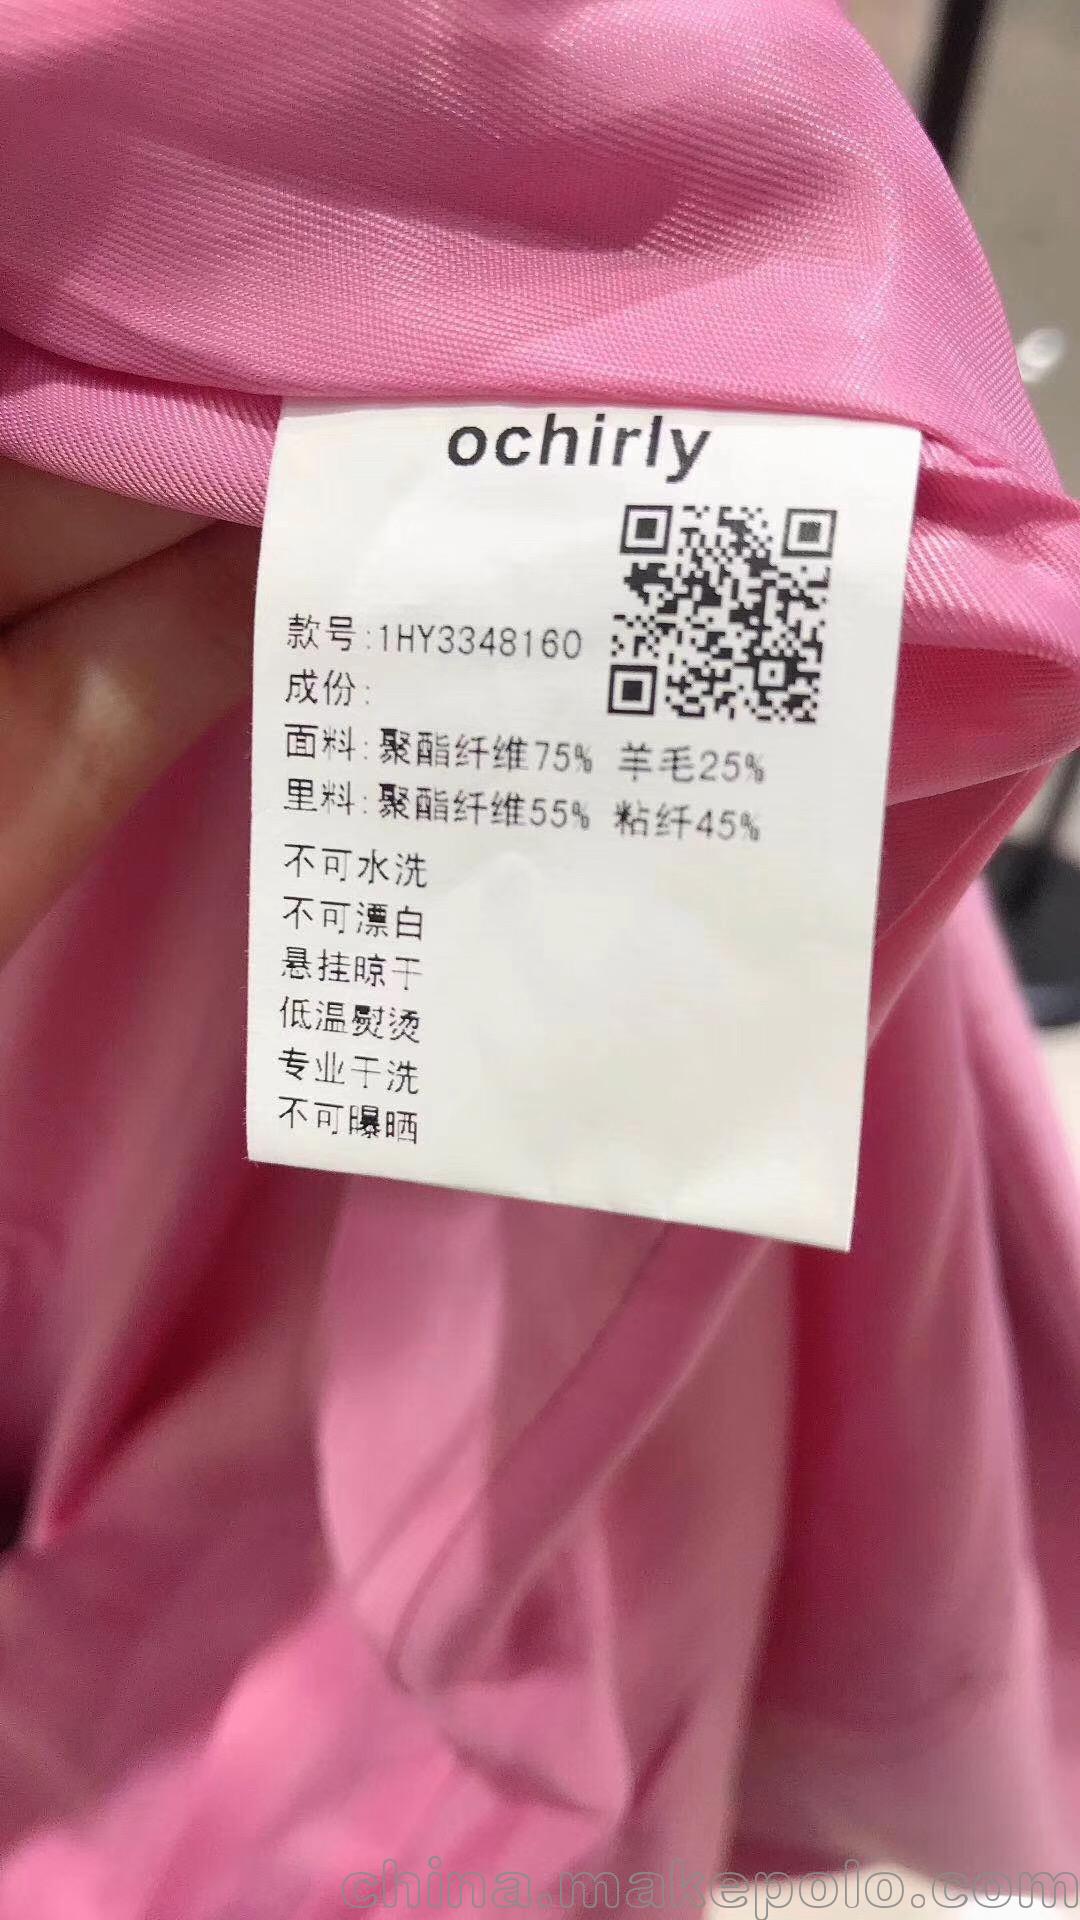 ochirly
款号:1HY3348160
成份:
面料:聚酯纤维75% 羊毛25%
里料:聚酯纤维55% 粘纤45%
不可水洗
不可漂白
悬挂晾干
低温熨烫
专业干洗
不可曝晒
china.makepolo.com